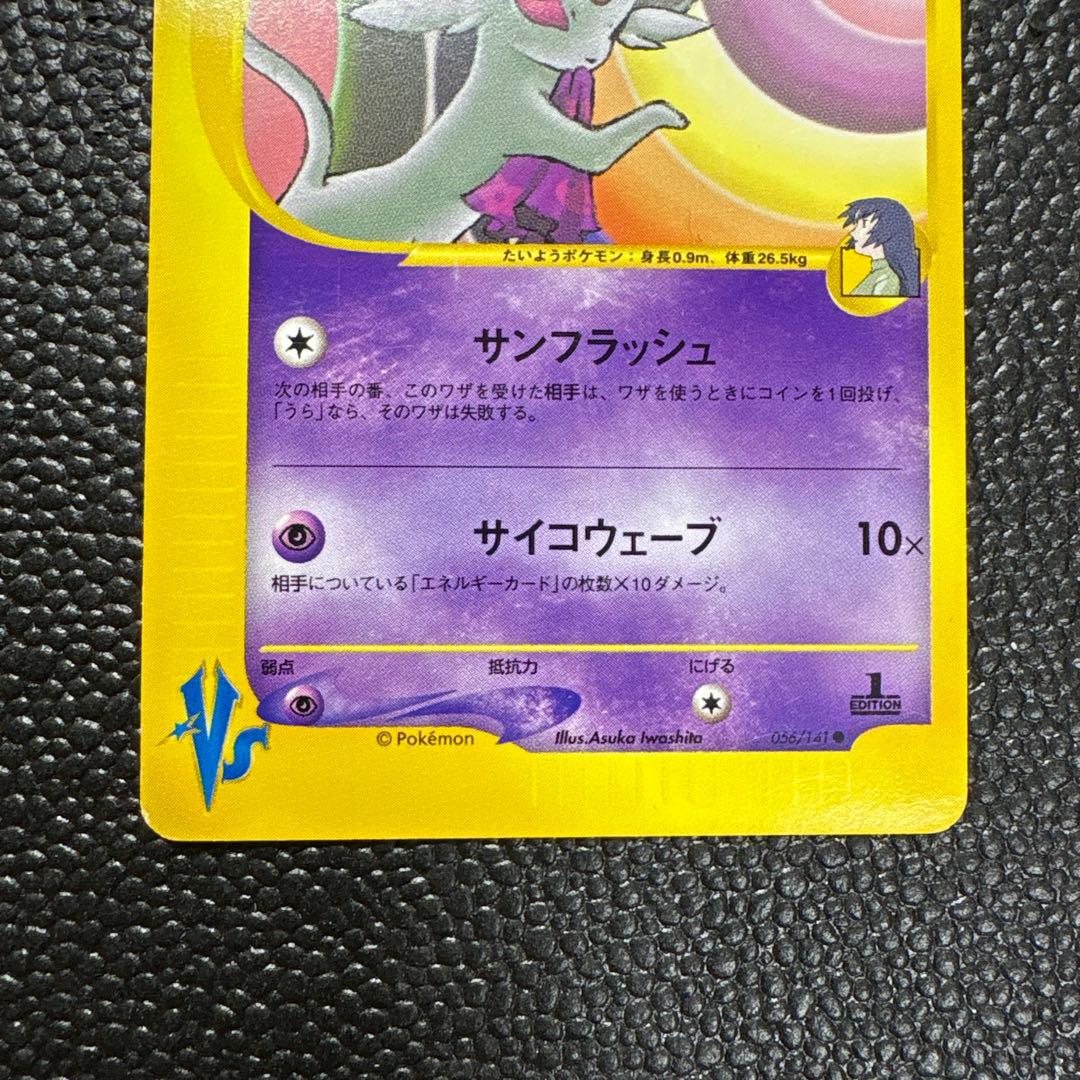 たいようポケモン：身長0.9m、体重26.5kg
サンフラッシュ
次の相手の番、このワザを受けた相手は、ワザを使うときにコインを1回投げ、
「うら」なら、そのワザは失敗する。
サイコウェーブ 10×
相手についている「エネルギーカード」の枚数×10ダメージ。
弱点 抵抗力 にげる
1
EDITION
VS
© Pokémon Illus.Asuka Iwashita 056/141